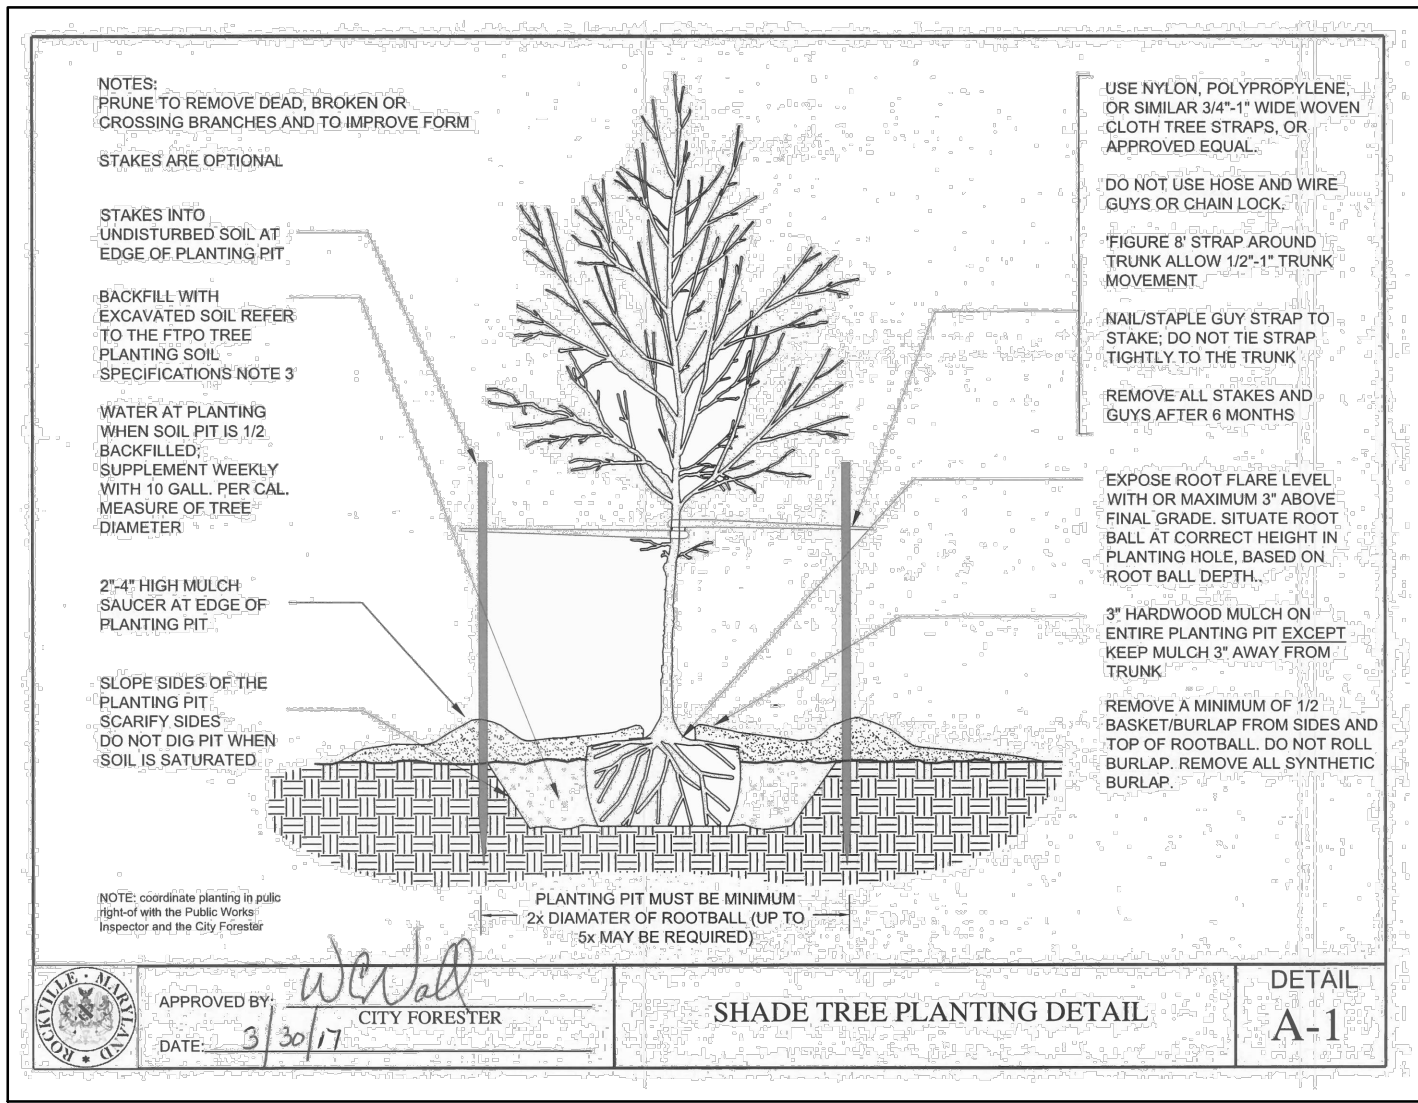 NOTES:
PRUNE TO REMOVE DEAD, BROKEN OR
CROSSING BRANCHES AND TO IMPROVE FORM
STAKES ARE OPTIONAL
STAKES INTO
UNDISTURBED SOIL AT
EDGE OF PLANTING PIT
BACKFILL WITH
EXCAVATED SOIL REFER
TO THE FTPO TREE
PLANTING SOIL
SPECIFICATIONS NOTE 3
WATER AT PLANTING
WHEN SOIL PIT IS 1/2
BACKFILLED;
SUPPLEMENT WEEKLY
WITH 10 GALL. PER CAL.
MEASURE OF TREE
DIAMETER
2"-4" HIGH MULCH
SAUCER AT EDGE OF
PLANTING PIT
SLOPE SIDES OF THE
PLANTING PIT
SCARIFY SIDES
DO NOT DIG PIT WHEN
SOIL IS SATURATED
NOTE: coordinate planting in pulic
right-of with the Public Works
Inspector and the City Forester
USE NYLON, POLYPROPYLENE,
OR SIMILAR 3/4"-1" WIDE WOVEN
CLOTH TREE STRAPS, OR
APPROVED EQUAL.
DO NOT USE HOSE AND WIRE
GUYS OR CHAIN LOCK.
'FIGURE 8' STRAP AROUND
TRUNK ALLOW 1/2"-1" TRUNK
MOVEMENT
NAIL/STAPLE GUY STRAP TO
STAKE; DO NOT TIE STRAP
TIGHTLY TO THE TRUNK
REMOVE ALL STAKES AND
GUYS AFTER 6 MONTHS
EXPOSE ROOT FLARE LEVEL
WITH OR MAXIMUM 3" ABOVE
FINAL GRADE. SITUATE ROOT
BALL AT CORRECT HEIGHT IN
PLANTING HOLE, BASED ON
ROOT BALL DEPTH..
3" HARDWOOD MULCH ON
ENTIRE PLANTING PIT EXCEPT
KEEP MULCH 3" AWAY FROM
TRUNK
REMOVE A MINIMUM OF 1/2
BASKET/BURLAP FROM SIDES AND
TOP OF ROOTBALL. DO NOT ROLL
BURLAP. REMOVE ALL SYNTHETIC
BURLAP.
PLANTING PIT MUST BE MINIMUM
2x DIAMATER OF ROOTBALL (UP TO
5x MAY BE REQUIRED)
ROCKVILLE · MARYLAND
APPROVED BY: WCWall
CITY FORESTER
DATE: 3/30/17
SHADE TREE PLANTING DETAIL
DETAIL
A-1